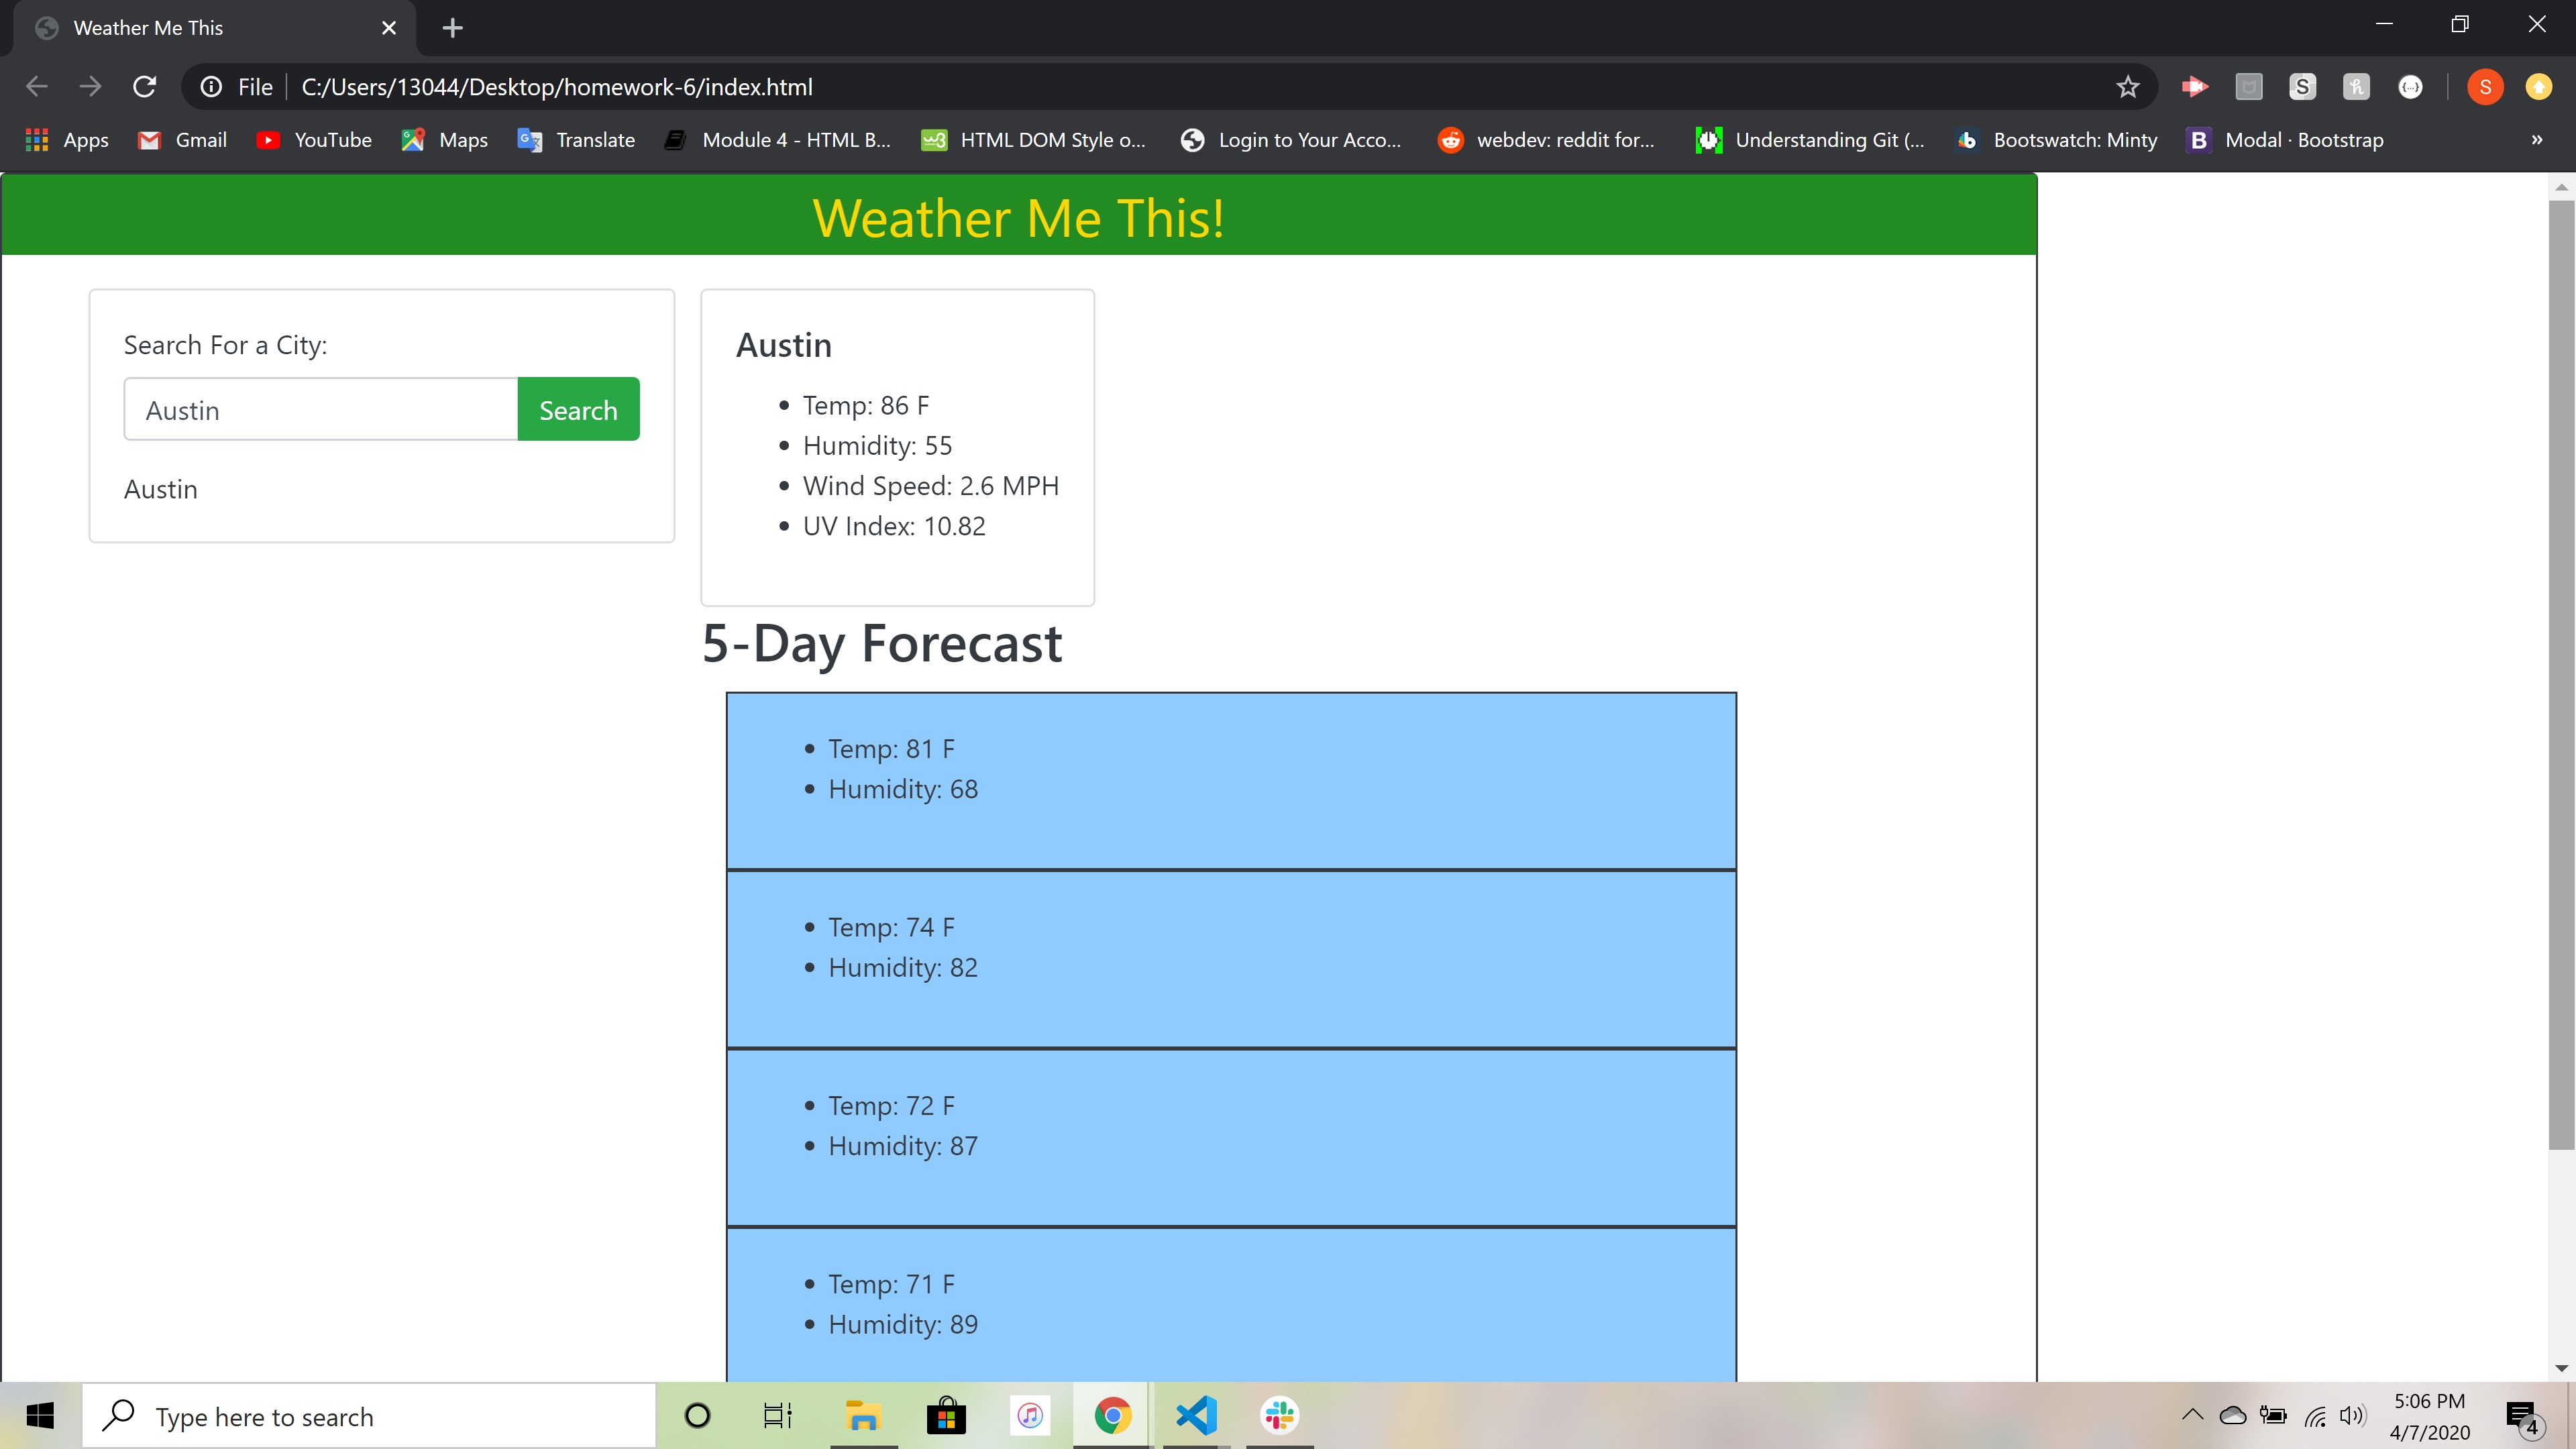 Weather Me This
File
C:/Users/13044/Desktop/homework-6/index.html
S
S
Apps
Gmail
YouTube
Maps
Translate
Module 4 - HTML B...
HTML DOM Style o...
Login to Your Acco...
webdev: reddit for...
Understanding Git (...
Bootswatch: Minty
B
Modal · Bootstrap
»
Weather Me This!
Search For a City:
Austin
Search
Austin
Austin
Temp: 86 F
Humidity: 55
Wind Speed: 2.6 MPH
UV Index: 10.82
5-Day Forecast
Temp: 81 F
Humidity: 68
Temp: 74 F
Humidity: 82
Temp: 72 F
Humidity: 87
Temp: 71 F
Humidity: 89
Type here to search
5:06 PM
4/7/2020
4